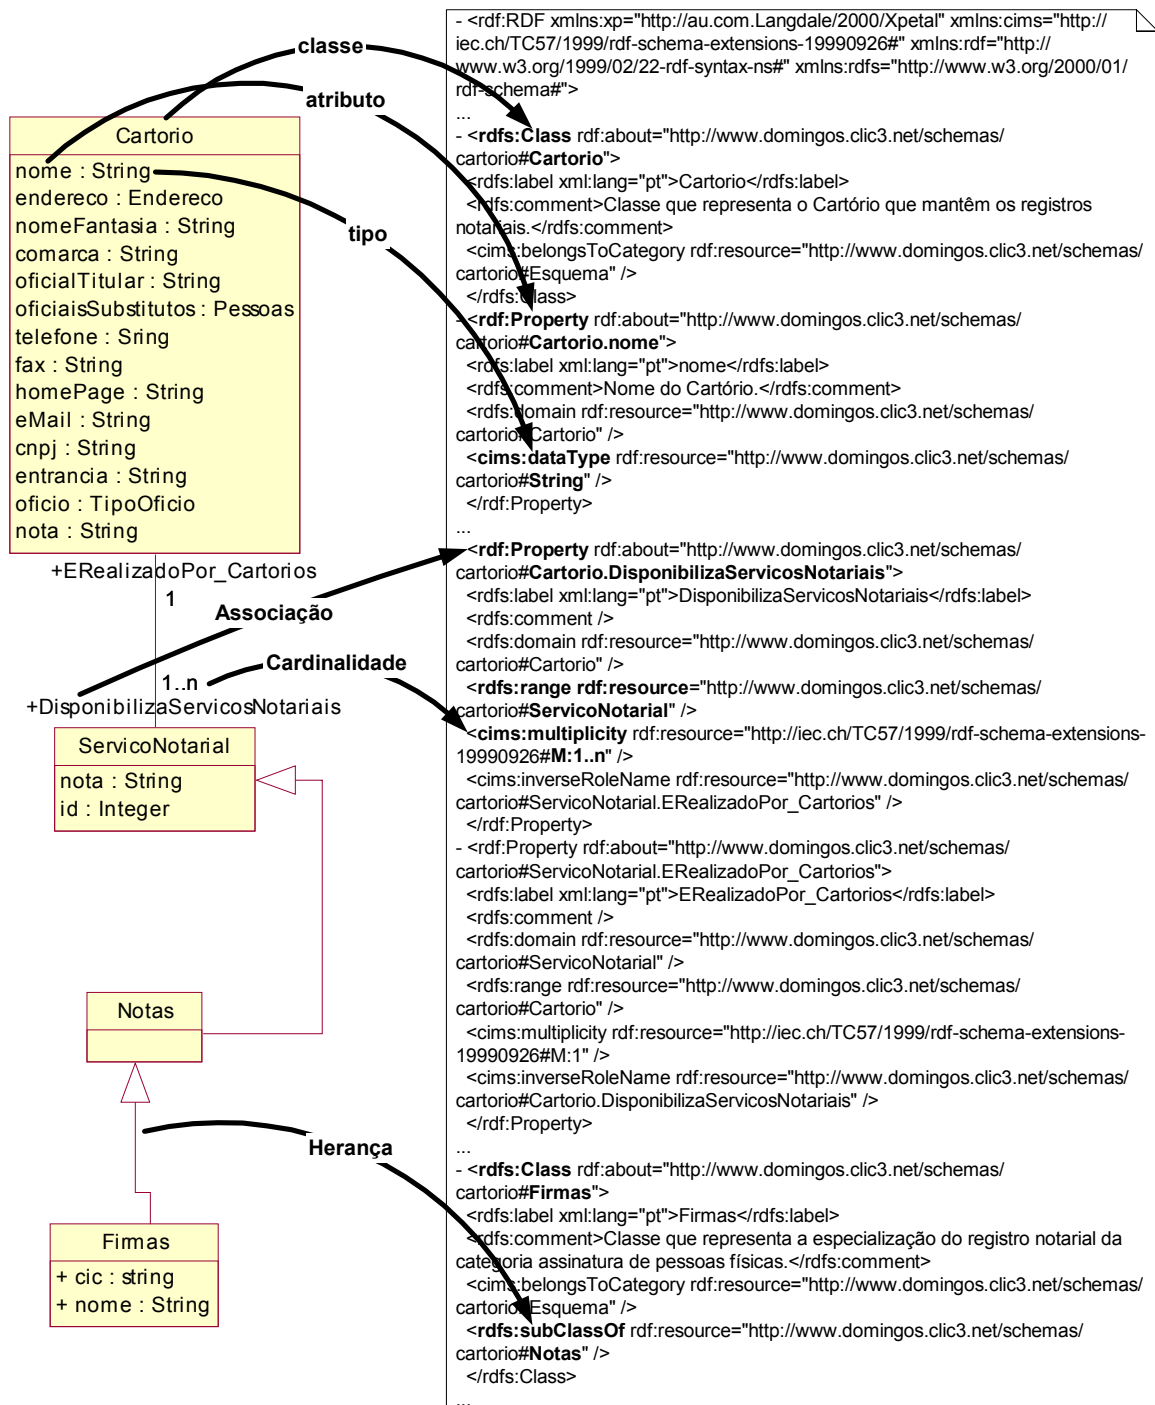 classe
atributo
tipo
Cartorio
nome : String
endereco : Endereco
nomeFantasia : String
comarca : String
oficialTitular : String
oficiaisSubstitutos : Pessoas
telefone : Sring
fax : String
homePage : String
eMail : String
cnpj : String
entrancia : String
oficio : TipoOficio
nota : String
+ERealizadoPor_Cartorios
1
Associação
Cardinalidade
1..n
+DisponibilizaServicosNotariais
ServicoNotarial
nota : String
id : Integer
Notas
Herança
Firmas
+ cic : string
+ nome : String
- <rdf:RDF xmlns:xp="http://au.com.Langdale/2000/Xpetal" xmlns:cims="http://
iec.ch/TC57/1999/rdf-schema-extensions-19990926#" xmlns:rdf="http://
www.w3.org/1999/02/22-rdf-syntax-ns#" xmlns:rdfs="http://www.w3.org/2000/01/
rdf-schema#">
...
- <rdfs:Class rdf:about="http://www.domingos.clic3.net/schemas/
cartorio#Cartorio">
<rdfs:label xml:lang="pt">Cartorio</rdfs:label>
<rdfs:comment>Classe que representa o Cartório que mantêm os registros
notariais.</rdfs:comment>
<cims:belongsToCategory rdf:resource="http://www.domingos.clic3.net/schemas/
cartorio#Esquema" />
</rdfs:Class>
- <rdf:Property rdf:about="http://www.domingos.clic3.net/schemas/
cartorio#Cartorio.nome">
<rdfs:label xml:lang="pt">nome</rdfs:label>
<rdfs:comment>Nome do Cartório.</rdfs:comment>
<rdfs:domain rdf:resource="http://www.domingos.clic3.net/schemas/
cartorio#Cartorio" />
<cims:dataType rdf:resource="http://www.domingos.clic3.net/schemas/
cartorio#String" />
</rdf:Property>
...
<rdf:Property rdf:about="http://www.domingos.clic3.net/schemas/
cartorio#Cartorio.DisponibilizaServicosNotariais">
<rdfs:label xml:lang="pt">DisponibilizaServicosNotariais</rdfs:label>
<rdfs:comment />
<rdfs:domain rdf:resource="http://www.domingos.clic3.net/schemas/
cartorio#Cartorio" />
<rdfs:range rdf:resource="http://www.domingos.clic3.net/schemas/
cartorio#ServicoNotarial" />
<cims:multiplicity rdf:resource="http://iec.ch/TC57/1999/rdf-schema-extensions-
19990926#M:1..n" />
<cims:inverseRoleName rdf:resource="http://www.domingos.clic3.net/schemas/
cartorio#ServicoNotarial.ERealizadoPor_Cartorios" />
</rdf:Property>
- <rdf:Property rdf:about="http://www.domingos.clic3.net/schemas/
cartorio#ServicoNotarial.ERealizadoPor_Cartorios">
<rdfs:label xml:lang="pt">ERealizadoPor_Cartorios</rdfs:label>
<rdfs:comment />
<rdfs:domain rdf:resource="http://www.domingos.clic3.net/schemas/
cartorio#ServicoNotarial" />
<rdfs:range rdf:resource="http://www.domingos.clic3.net/schemas/
cartorio#Cartorio" />
<cims:multiplicity rdf:resource="http://iec.ch/TC57/1999/rdf-schema-extensions-
19990926#M:1" />
<cims:inverseRoleName rdf:resource="http://www.domingos.clic3.net/schemas/
cartorio#Cartorio.DisponibilizaServicosNotariais" />
</rdf:Property>
...
- <rdfs:Class rdf:about="http://www.domingos.clic3.net/schemas/
cartorio#Firmas">
<rdfs:label xml:lang="pt">Firmas</rdfs:label>
<rdfs:comment>Classe que representa a especialização do registro notarial da
categoria assinatura de pessoas físicas.</rdfs:comment>
<cims:belongsToCategory rdf:resource="http://www.domingos.clic3.net/schemas/
cartorio#Esquema" />
<rdfs:subClassOf rdf:resource="http://www.domingos.clic3.net/schemas/
cartorio#Notas" />
</rdfs:Class>
...